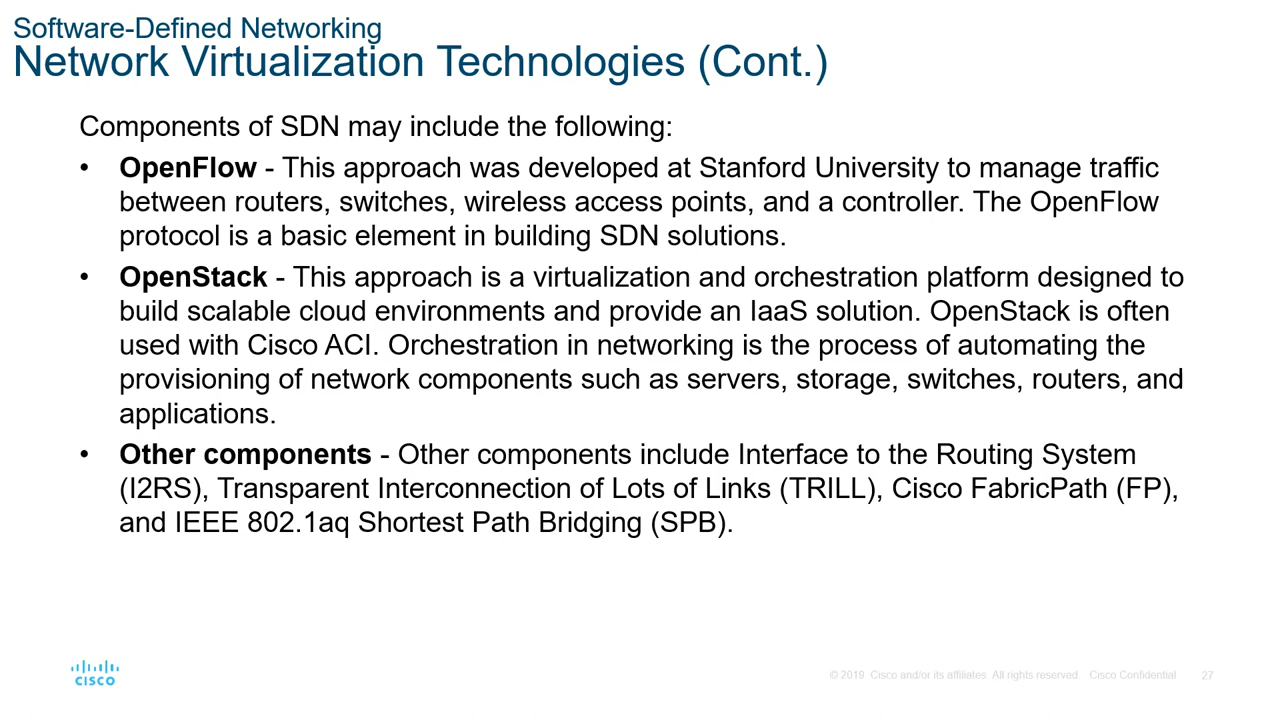 Software-Defined Networking
Network Virtualization Technologies (Cont.)
Components of SDN may include the following:
• OpenFlow - This approach was developed at Stanford University to manage traffic
between routers, switches, wireless access points, and a controller. The OpenFlow
protocol is a basic element in building SDN solutions.
• OpenStack - This approach is a virtualization and orchestration platform designed to
build scalable cloud environments and provide an IaaS solution. OpenStack is often
used with Cisco ACI. Orchestration in networking is the process of automating the
provisioning of network components such as servers, storage, switches, routers, and
applications.
• Other components - Other components include Interface to the Routing System
(I2RS), Transparent Interconnection of Lots of Links (TRILL), Cisco FabricPath (FP),
and IEEE 802.1aq Shortest Path Bridging (SPB).
CISCO
© 2019 Cisco and/or its affiliates. All rights reserved. Cisco Confidential 27